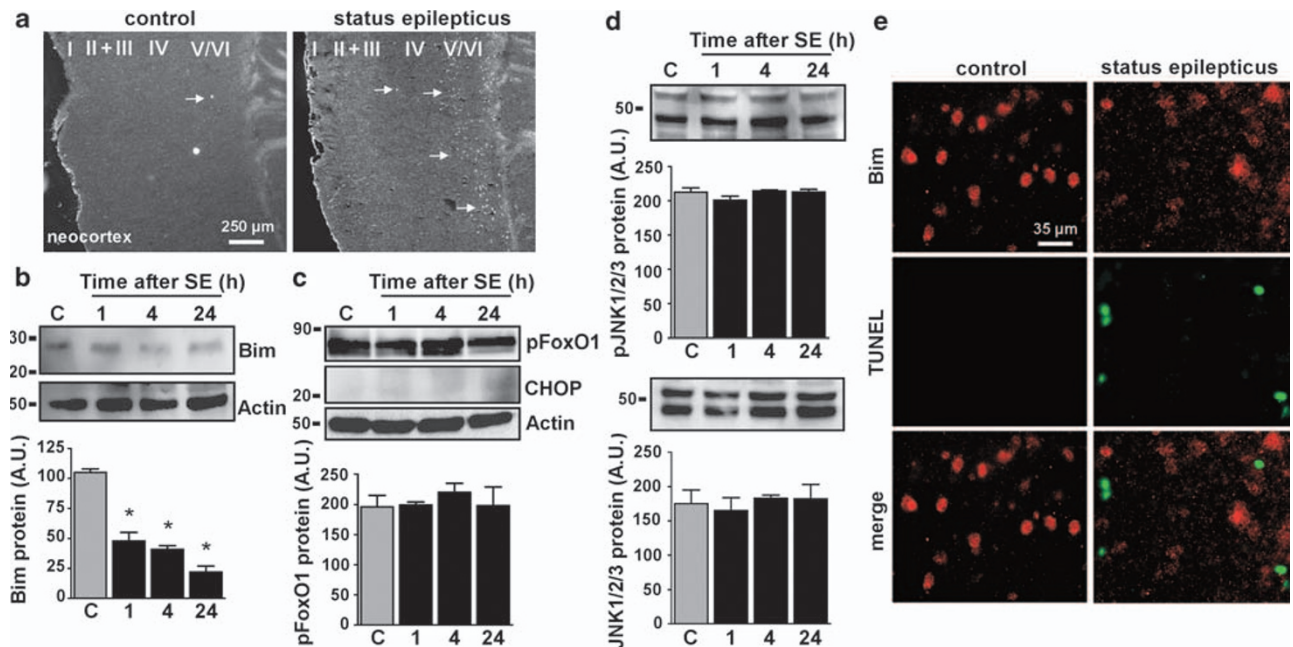 a
control
status epilepticus
I II + III IV V/VI
I II + III IV V/VI
neocortex
250 µm
b
Time after SE (h)
C 1 4 24
30
20
Bim
50
Actin
Bim protein (A.U.)
125
100
75
50
25
0
C 1 4 24
c
Time after SE (h)
C 1 4 24
90
pFoxO1
20
CHOP
50
Actin
pFoxO1 protein (A.U.)
250
200
150
100
50
0
C 1 4 24
d
Time after SE (h)
C 1 4 24
50
pJNK1/2/3 protein (A.U.)
250
200
150
100
50
0
C 1 4 24
50
JNK1/2/3 protein (A.U.)
250
200
150
100
50
0
C 1 4 24
e
control
status epilepticus
Bim
35 µm
TUNEL
merge
* * *